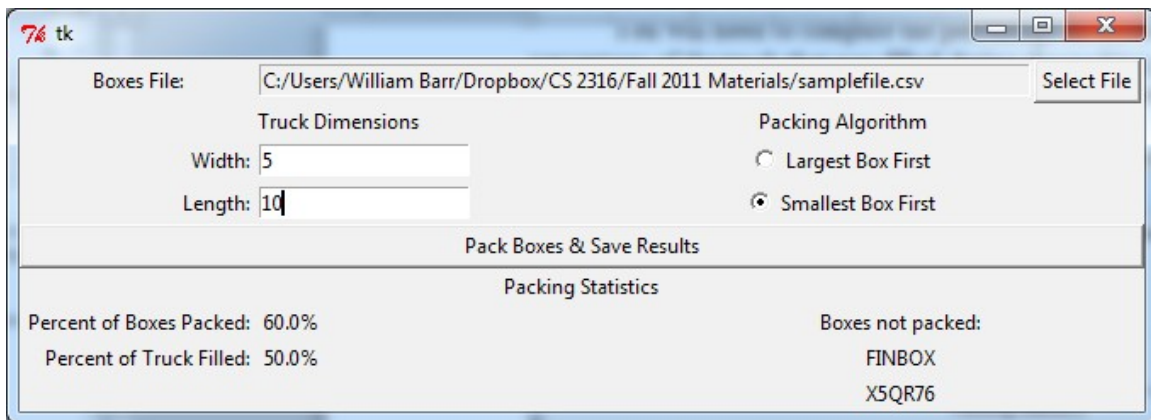 tk
Boxes File: C:/Users/William Barr/Dropbox/CS 2316/Fall 2011 Materials/samplefile.csv Select File
Truck Dimensions Packing Algorithm
Width: 5 Largest Box First
Length: 10 Smallest Box First
Pack Boxes & Save Results
Packing Statistics
Percent of Boxes Packed: 60.0% Boxes not packed:
Percent of Truck Filled: 50.0% FINBOX
X5QR76